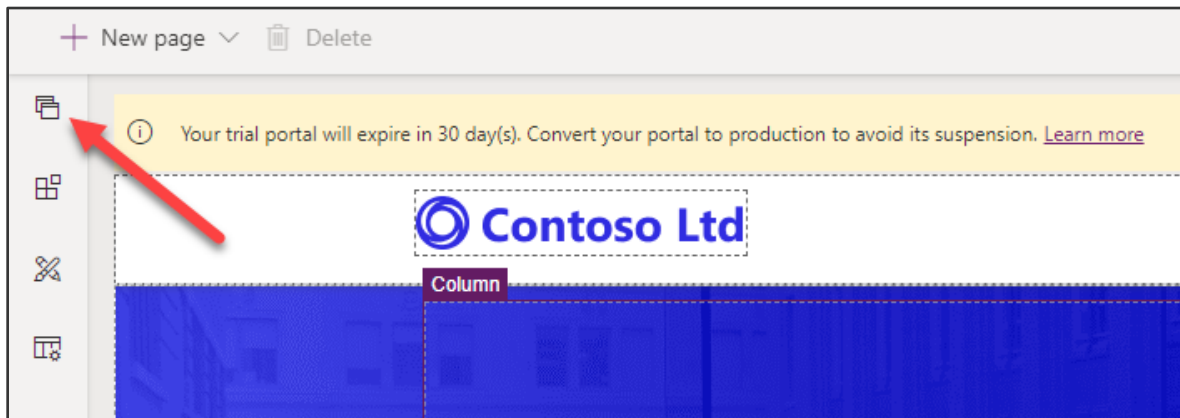 New page
Delete
Your trial portal will expire in 30 day(s). Convert your portal to production to avoid its suspension. Learn more
Contoso Ltd
Column